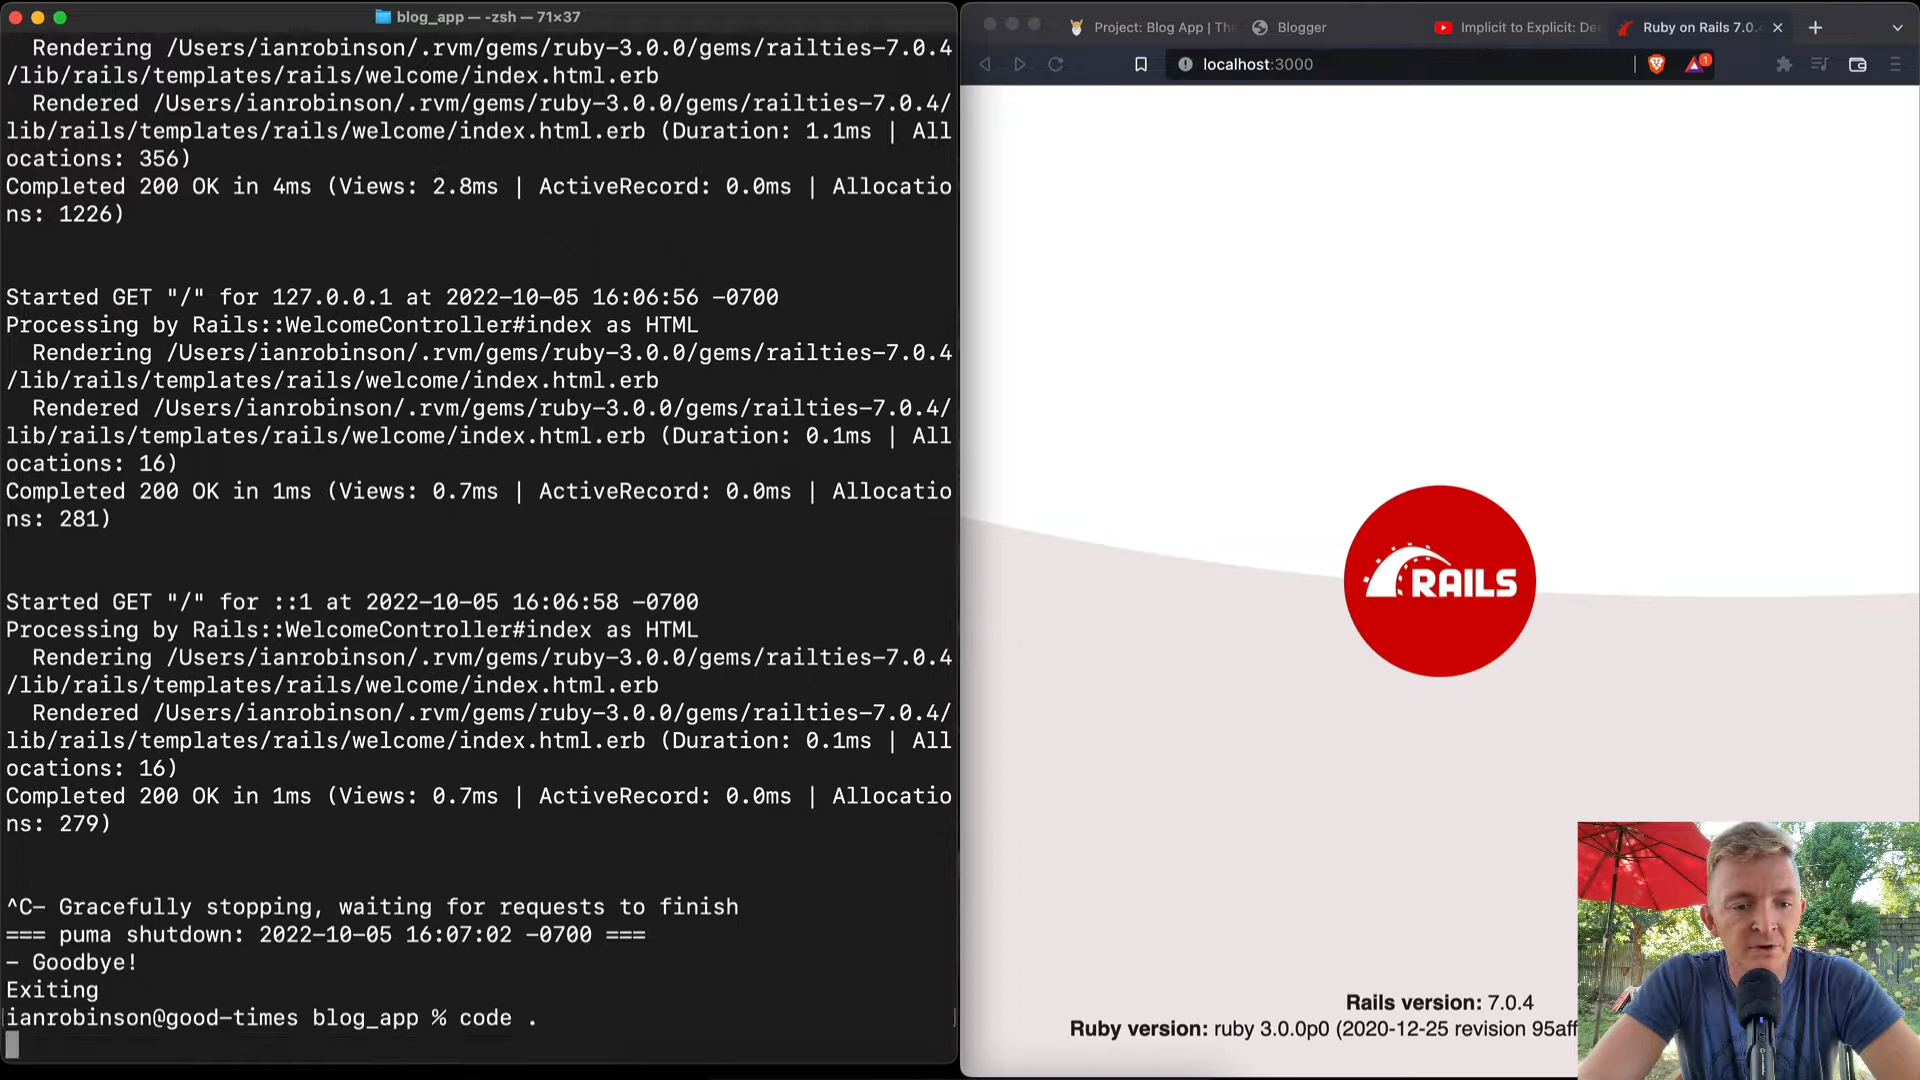 blog_app — -zsh — 71×37
Rendering /Users/ianrobinson/.rvm/gems/ruby-3.0.0/gems/railties-7.0.4
/lib/rails/templates/rails/welcome/index.html.erb
Rendered /Users/ianrobinson/.rvm/gems/ruby-3.0.0/gems/railties-7.0.4/
lib/rails/templates/rails/welcome/index.html.erb (Duration: 1.1ms | All
ocations: 356)
Completed 200 OK in 4ms (Views: 2.8ms | ActiveRecord: 0.0ms | Allocatio
ns: 1226)
Started GET "/" for 127.0.0.1 at 2022-10-05 16:06:56 -0700
Processing by Rails::WelcomeController#index as HTML
Rendering /Users/ianrobinson/.rvm/gems/ruby-3.0.0/gems/railties-7.0.4
/lib/rails/templates/rails/welcome/index.html.erb
Rendered /Users/ianrobinson/.rvm/gems/ruby-3.0.0/gems/railties-7.0.4/
lib/rails/templates/rails/welcome/index.html.erb (Duration: 0.1ms | All
ocations: 16)
Completed 200 OK in 1ms (Views: 0.7ms | ActiveRecord: 0.0ms | Allocatio
ns: 281)
Started GET "/" for ::1 at 2022-10-05 16:06:58 -0700
Processing by Rails::WelcomeController#index as HTML
Rendering /Users/ianrobinson/.rvm/gems/ruby-3.0.0/gems/railties-7.0.4
/lib/rails/templates/rails/welcome/index.html.erb
Rendered /Users/ianrobinson/.rvm/gems/ruby-3.0.0/gems/railties-7.0.4/
lib/rails/templates/rails/welcome/index.html.erb (Duration: 0.1ms | All
ocations: 16)
Completed 200 OK in 1ms (Views: 0.7ms | ActiveRecord: 0.0ms | Allocatio
ns: 279)
^C- Gracefully stopping, waiting for requests to finish
=== puma shutdown: 2022-10-05 16:07:02 -0700 ===
- Goodbye!
Exiting
ianrobinson@good-times blog_app % code .
Project: Blog App | The
Blogger
Implicit to Explicit: De
Ruby on Rails 7.0.
localhost:3000
1
RAILS
Rails version: 7.0.4
Ruby version: ruby 3.0.0p0 (2020-12-25 revision 95aff